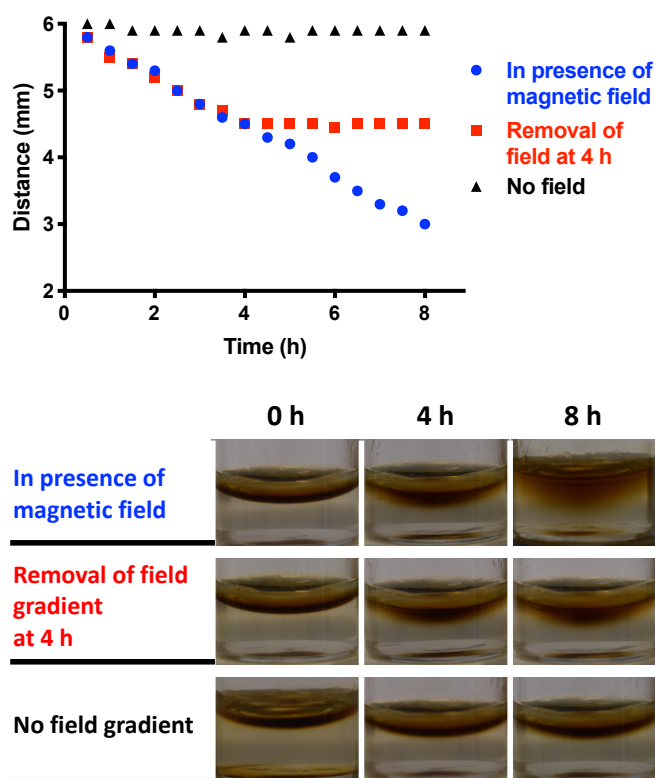 6
5
4
3
2
Distance (mm)
0
2
4
6
8
Time (h)
In presence of
magnetic field
Removal of
field at 4 h
No field
0 h
4 h
8 h
In presence of
magnetic field
Removal of field
gradient
at 4 h
No field gradient